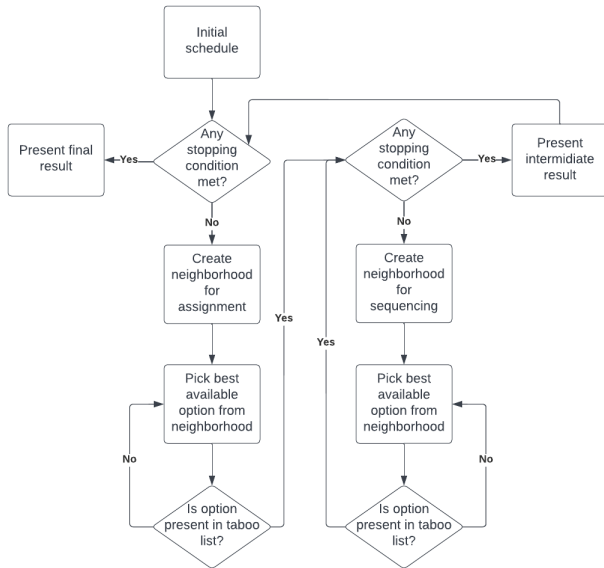 Initial
schedule
Any
stopping
condition
met?
Yes
Present final
result
No
Create
neighborhood
for
assignment
Pick best
available
option from
neighborhood
No
Is option
present in taboo
list?
Yes
Any
stopping
condition
met?
Yes
Present
intermidiate
result
No
Create
neighborhood
for
sequencing
Yes
Pick best
available
option from
neighborhood
No
Is option
present in taboo
list?